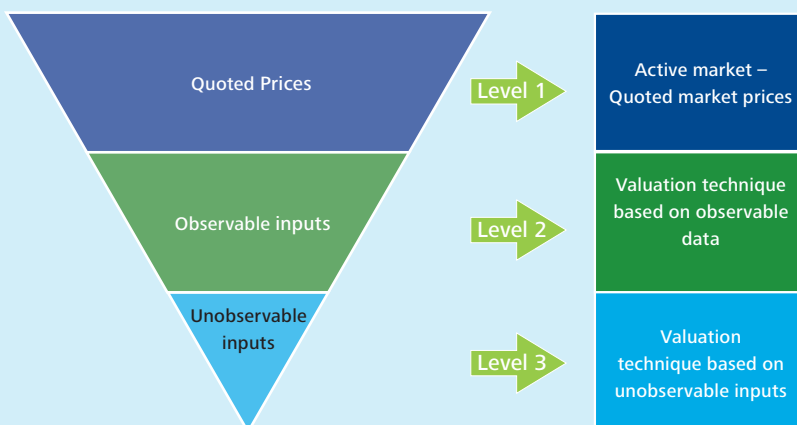 Quoted Prices
Level 1
Active market –
Quoted market prices
Observable inputs
Level 2
Valuation technique
based on observable
data
Unobservable
inputs
Level 3
Valuation
technique based on
unobservable inputs